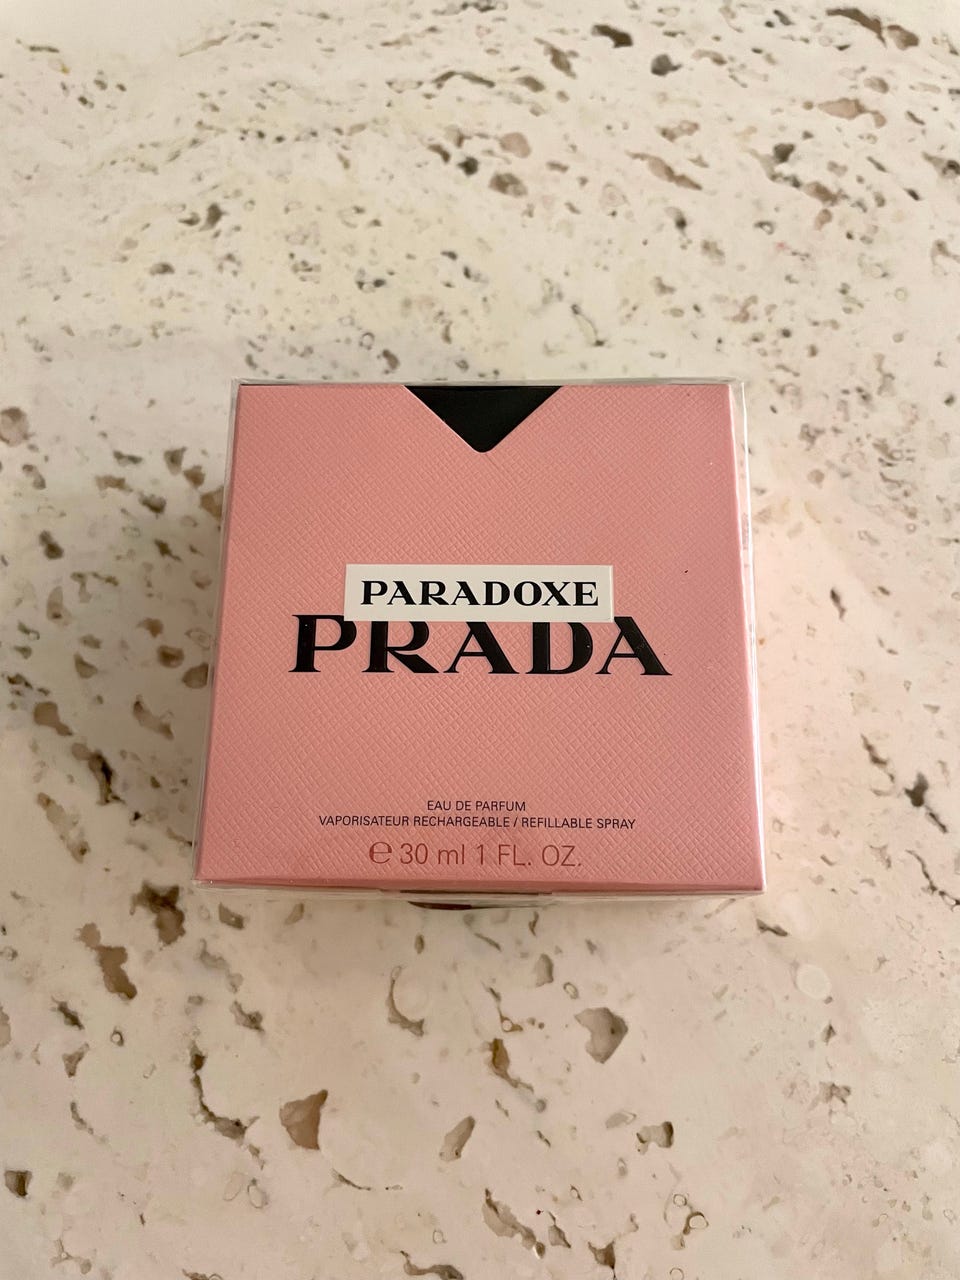 PARADOXE
PRADA
EAU DE PARFUM
VAPORISATEUR RECHARGEABLE / REFILLABLE SPRAY
℮ 30 ml 1 FL. OZ.